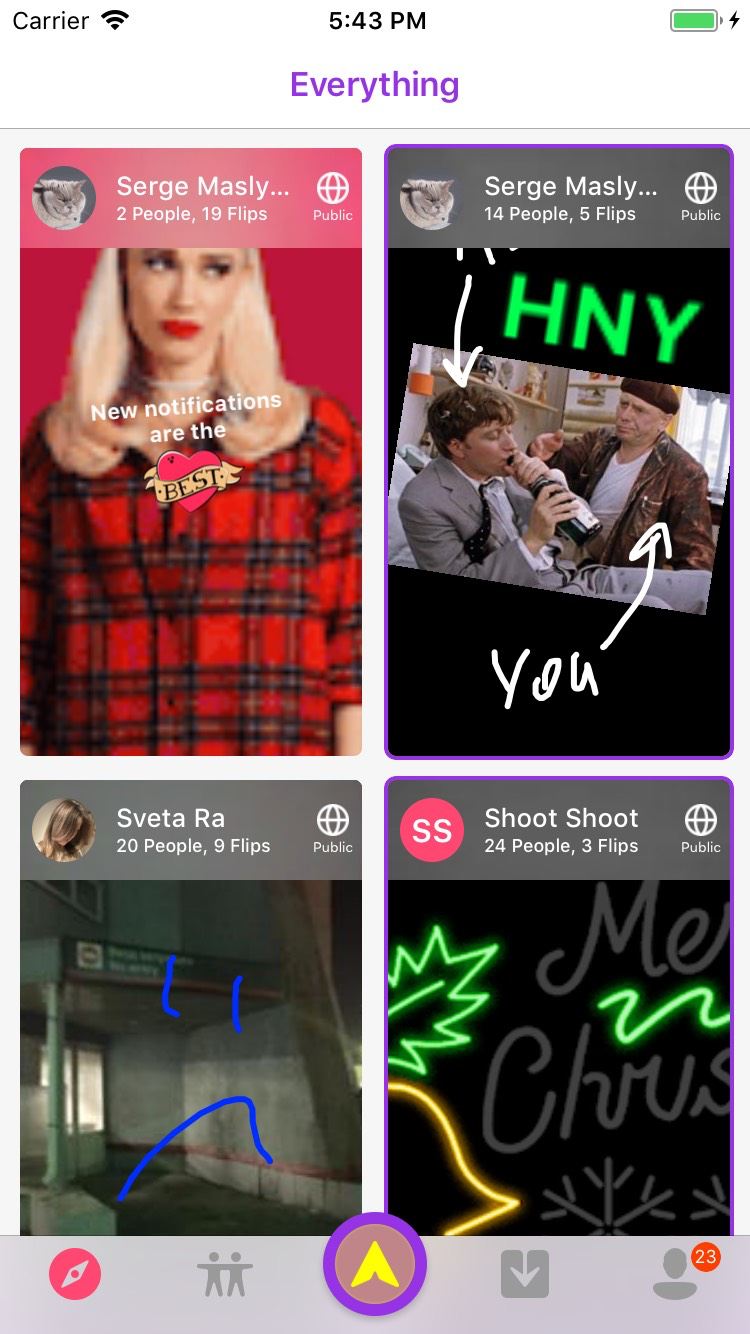 Carrier
5:43 PM
Everything
Serge Masly...
2 People, 19 Flips
Public
New notifications
are the
BEST
Serge Masly...
14 People, 5 Flips
Public
HNY
You
Sveta Ra
20 People, 9 Flips
Public
SS
Shoot Shoot
24 People, 3 Flips
Public
Me
Chris
23